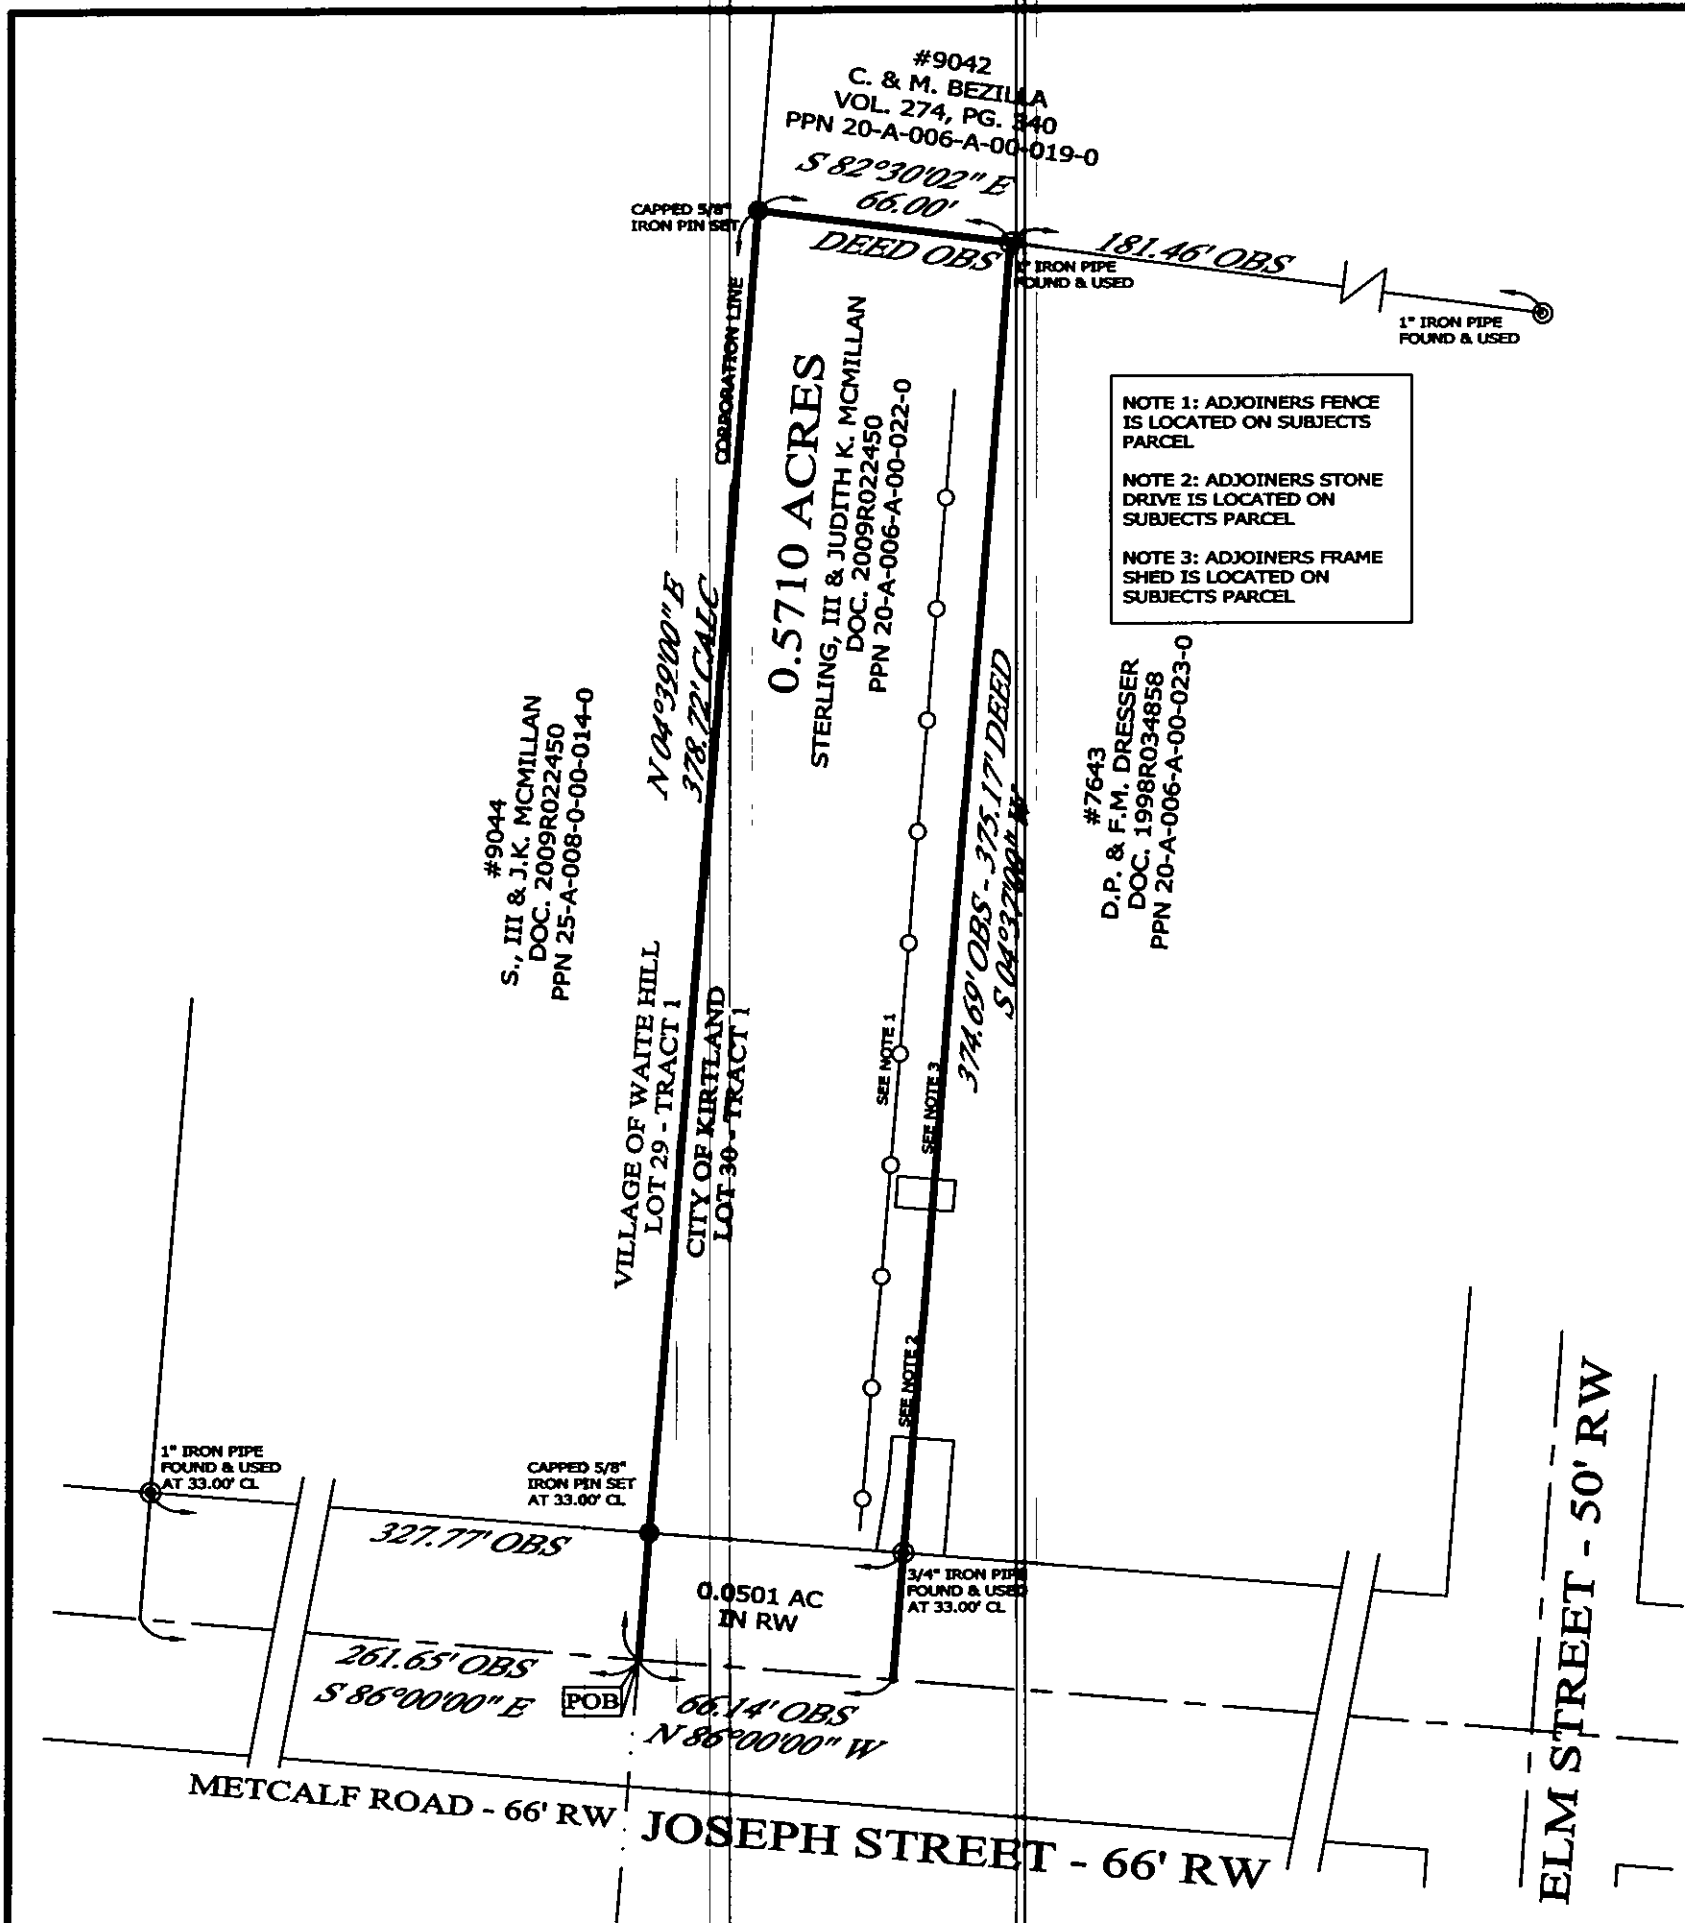 #9042
C. & M. BEZILLA
VOL. 274, PG. 340
PPN 20-A-006-A-00-019-0
S 82°30'02" E
66.00'
DEED OBS
CAPPED 5/8"
IRON PIN SET
1" IRON PIPE
FOUND & USED
181.46' OBS
1" IRON PIPE
FOUND & USED
CORPORATION LINE
NOTE 1: ADJOINERS FENCE
IS LOCATED ON SUBJECTS
PARCEL
NOTE 2: ADJOINERS STONE
DRIVE IS LOCATED ON
SUBJECTS PARCEL
NOTE 3: ADJOINERS FRAME
SHED IS LOCATED ON
SUBJECTS PARCEL
0.5710 ACRES
STERLING, III & JUDITH K. MCMILLAN
DOC. 2009R022450
PPN 20-A-006-A-00-022-0
N 04°39'00" E
378.72' CALC
374.69' OBS - 375.17' DEED
S 04°37'00" W
#7643
D.P. & F.M. DRESSER
DOC. 1998R034858
PPN 20-A-006-A-00-023-0
#9044
S., III & J.K. MCMILLAN
DOC. 2009R022450
PPN 25-A-008-0-00-014-0
VILLAGE OF WAITE HILL
LOT 29 - TRACT 1
CITY OF KIRTLAND
LOT 30 - TRACT 1
SEE NOTE 1
SEE NOTE 3
SEE NOTE 2
1" IRON PIPE
FOUND & USED
AT 33.00' CL
CAPPED 5/8"
IRON PIN SET
AT 33.00' CL
327.77' OBS
0.0501 AC
IN RW
3/4" IRON PIPE
FOUND & USED
AT 33.00' CL
261.65' OBS
S 86°00'00" E
POB
66.14' OBS
N 86°00'00" W
METCALF ROAD - 66' RW
JOSEPH STREET - 66' RW
ELM STREET - 50' RW